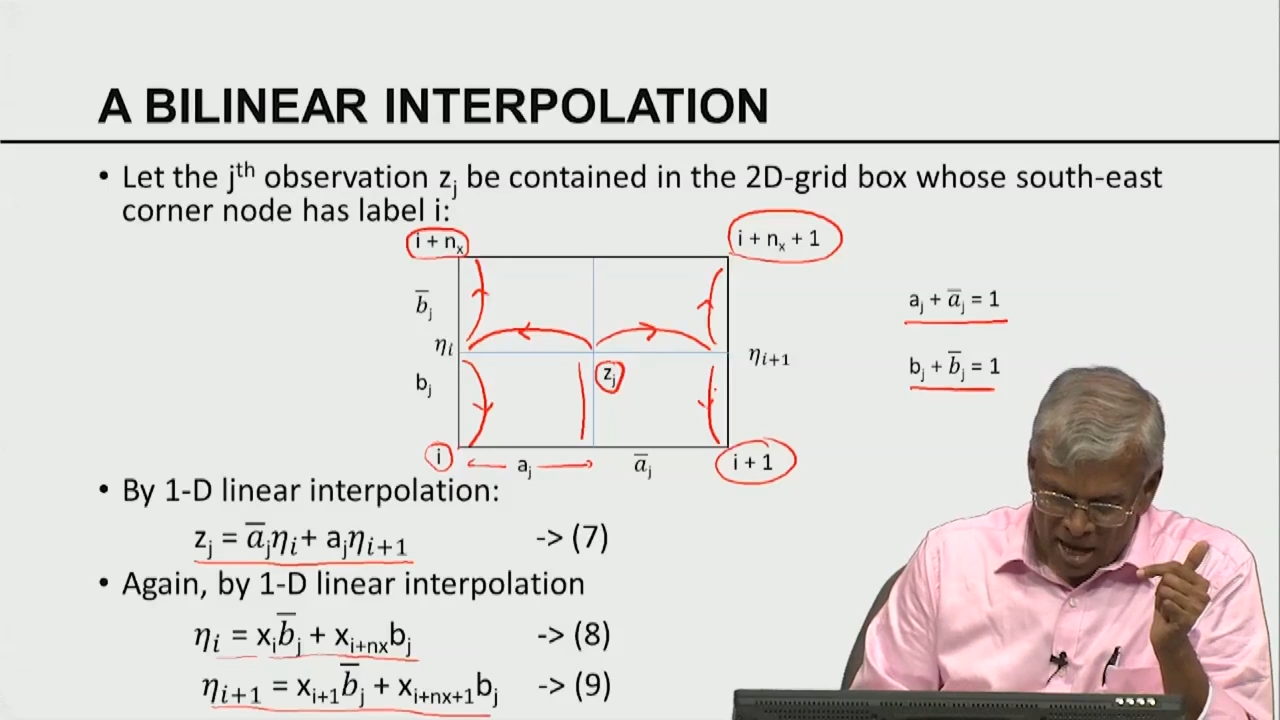 A BILINEAR INTERPOLATION
• Let the jth observation zj be contained in the 2D-grid box whose south-east
corner node has label i:
i + nx
i + nx + 1
b̅j
aj + a̅j = 1
ηi
ηi+1
zj
bj + b̅j = 1
bj
i
aj
a̅j
i + 1
• By 1-D linear interpolation:
zj = a̅jηi+ ajηi+1 -> (7)
• Again, by 1-D linear interpolation
ηi = xib̅j + xi+nxbj -> (8)
ηi+1 = xi+1b̅j + xi+nx+1bj -> (9)